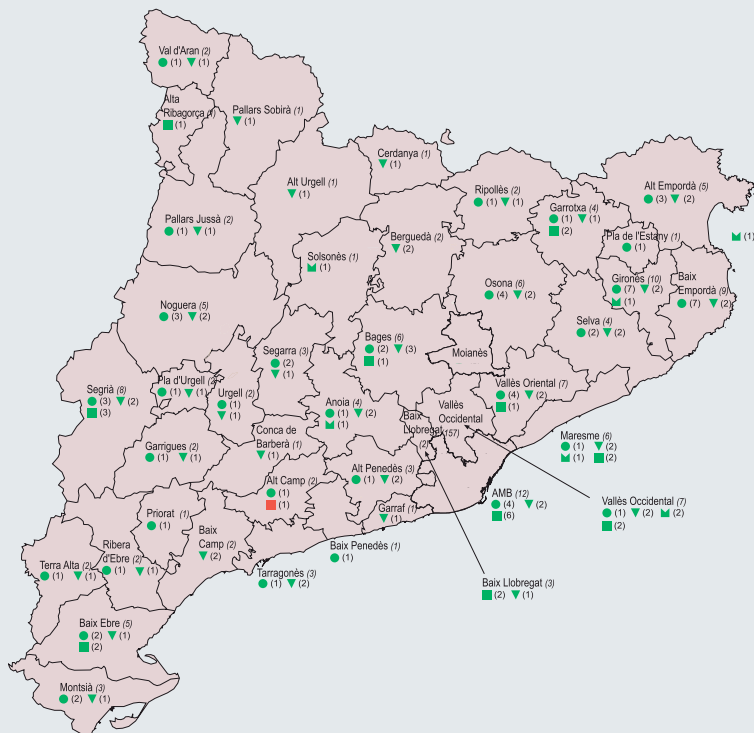 Val d'Aran (2)
(1) (1)
Alta
Ribagorça (1)
(1)
Pallars Sobirà (1)
(1)
Cerdanya (1)
(1)
Alt Urgell (1)
(1)
Ripollès (2)
(1) (1)
Garrotxa (4)
(1) (1)
(2)
Alt Empordà (5)
(3) (2)
(1)
Pallars Jussà (2)
(1) (1)
Berguedà (2)
(2)
Pla de l'Estany (1)
(1)
Solsonès (1)
(1)
Osona (6)
(4) (2)
Gironès (10)
(7) (2)
(1)
Baix
Empordà (9)
(7) (2)
Noguera (5)
(3) (2)
Selva (4)
(2) (2)
Bages (6)
(2) (3)
(1)
Moianès
Segarra (3)
(2)
(1)
Segrià (8)
(3) (2)
(3)
Pla d'Urgell (2)
(1) (1)
Urgell (2)
(1)
(1)
Vallès Oriental (7)
(4) (2)
(1)
Anoia (4)
(1) (2)
(1)
Vallès
Occidental
(57)
Baix
Llobregat
(2)
Conca de
Barberà (1)
(1)
Maresme (6)
(1) (2)
(1) (2)
Garrigues (2)
(1) (1)
Alt Penedès (3)
(1) (2)
Alt Camp (2)
(1)
(1)
AMB (12)
(4) (2)
(6)
Vallès Occidental (7)
(1) (2) (2)
(2)
Garraf (1)
(1)
Priorat (1)
(1)
Baix
Camp (2)
(2)
Baix Penedès (1)
(1)
Ribera
d'Ebre (2)
(1) (1)
Terra Alta (2)
(1) (1)
Tarragonès (3)
(1) (2)
Baix Llobregat (3)
(2) (1)
Baix Ebre (5)
(2) (1)
(2)
Montsià (3)
(2) (1)